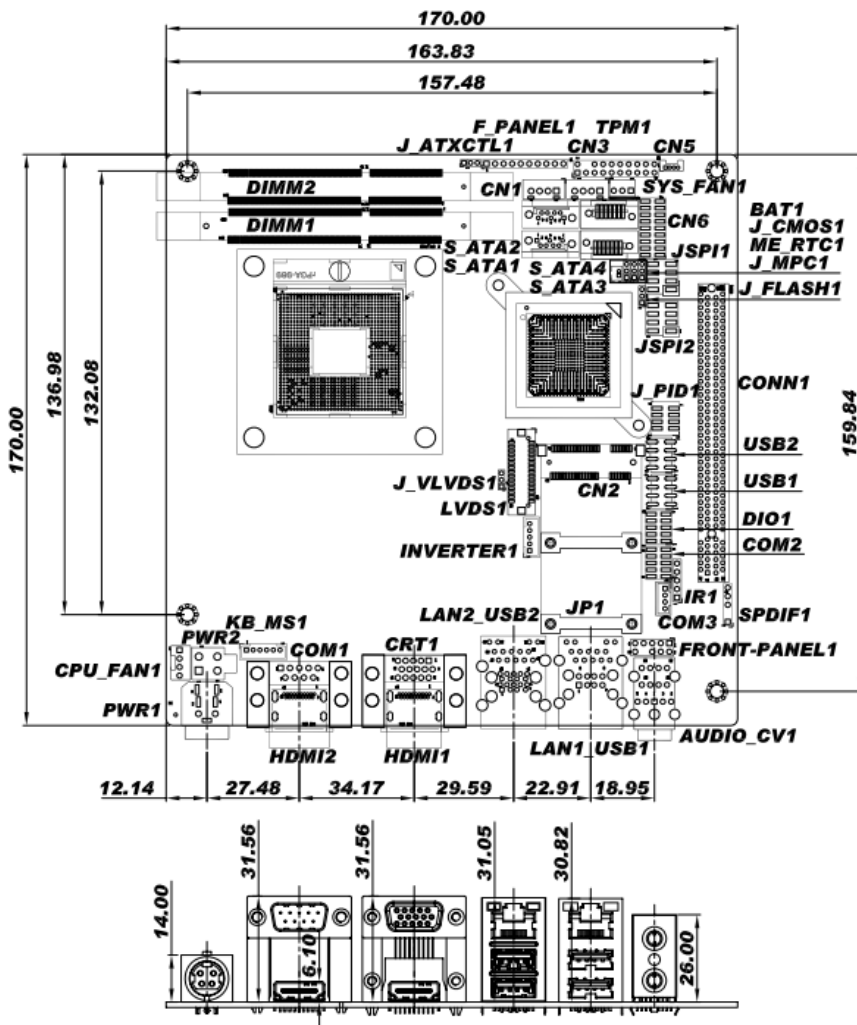 170.00
163.83
157.48
F_PANEL1 TPM1
J_ATXCTL1 CN3 CN5
DIMM2 CN1 SYS_FAN1
DIMM1 CN6
BAT1
J_CMOS1
ME_RTC1
J_MPC1
J_FLASH1
S_ATA2
S_ATA1
S_ATA4
S_ATA3
JSPI1
JSPI2
rPGA-989
170.00
136.98
132.08
159.84
J_PID1
CONN1
USB2
USB1
DIO1
COM2
J_VLVDS1
LVDS1
CN2
INVERTER1
IR1
COM3
SPDIF1
KB_MS1
PWR2
COM1
CRT1
LAN2_USB2
JP1
FRONT-PANEL1
CPU_FAN1
PWR1
HDMI2
HDMI1
LAN1_USB1
AUDIO_CV1
12.14
27.48
34.17
29.59
22.91
18.95
14.00
31.56
6.10
31.56
31.05
30.82
26.00